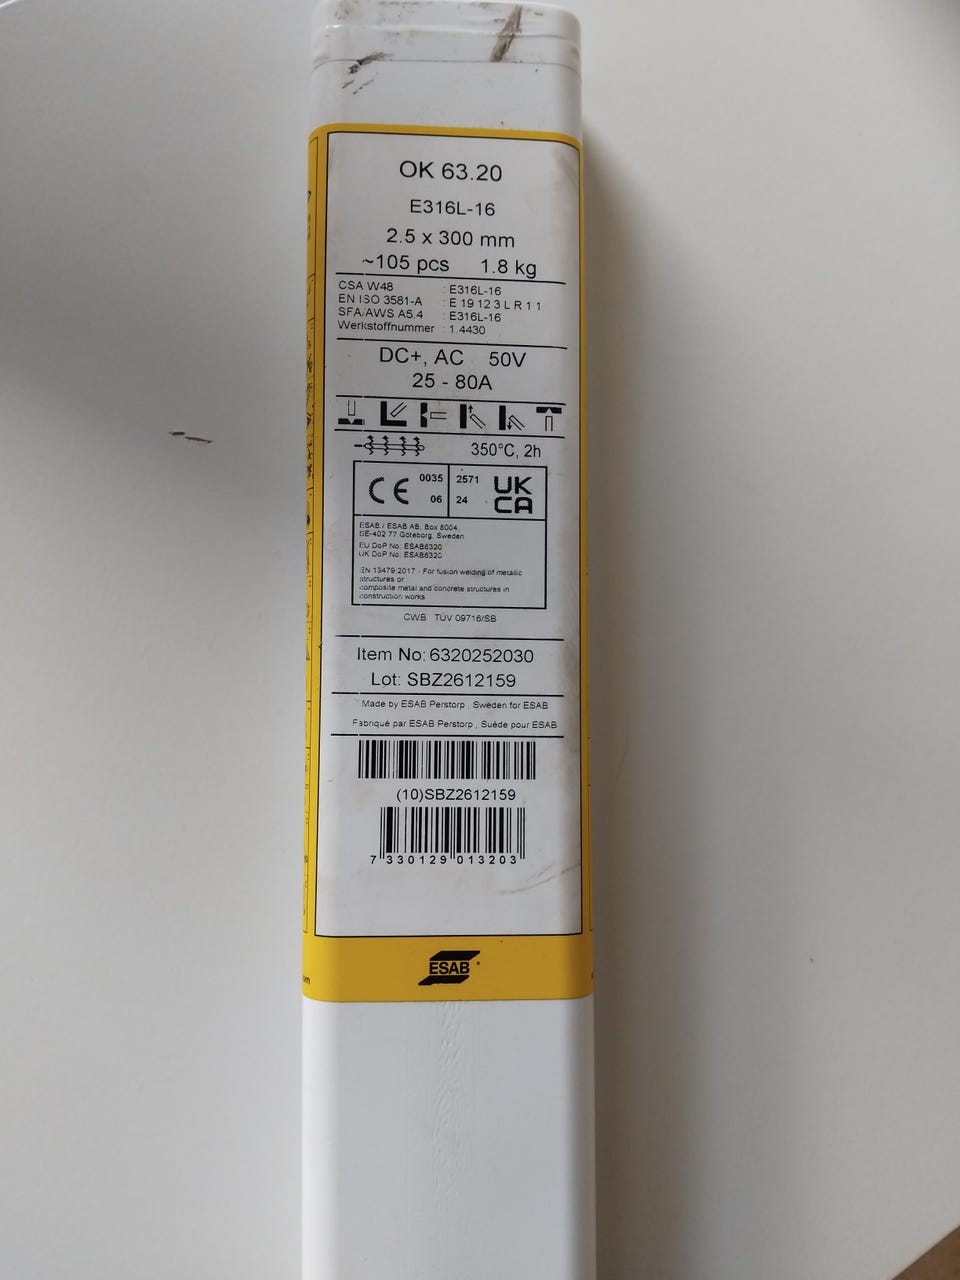 OK 63.20
E316L-16
2.5 x 300 mm
~105 pcs 1.8 kg
CSA W48 : E316L-16
EN ISO 3581-A : E 19 12 3 L R 1 1
SFA/AWS A5.4 : E316L-16
Werkstoffnummer : 1.4430
DC+, AC 50V
25 - 80A
350°C, 2h
CE 0035 2571 UK
06 24 CA
ESAB / ESAB AB, Box 8004,
SE-402 77 Göteborg, Sweden
EU DoP No: ESAB6320
UK DoP No: ESAB6320
EN 13479:2017 - For fusion welding of metallic
structures or
composite metal and concrete structures in
construction works
CWB TÜV 09716/SB
Item No: 6320252030
Lot: SBZ2612159
Made by ESAB Perstorp , Sweden for ESAB
Fabriqué par ESAB Perstorp , Suède pour ESAB
(10)SBZ2612159
7 330129 013203
ESAB